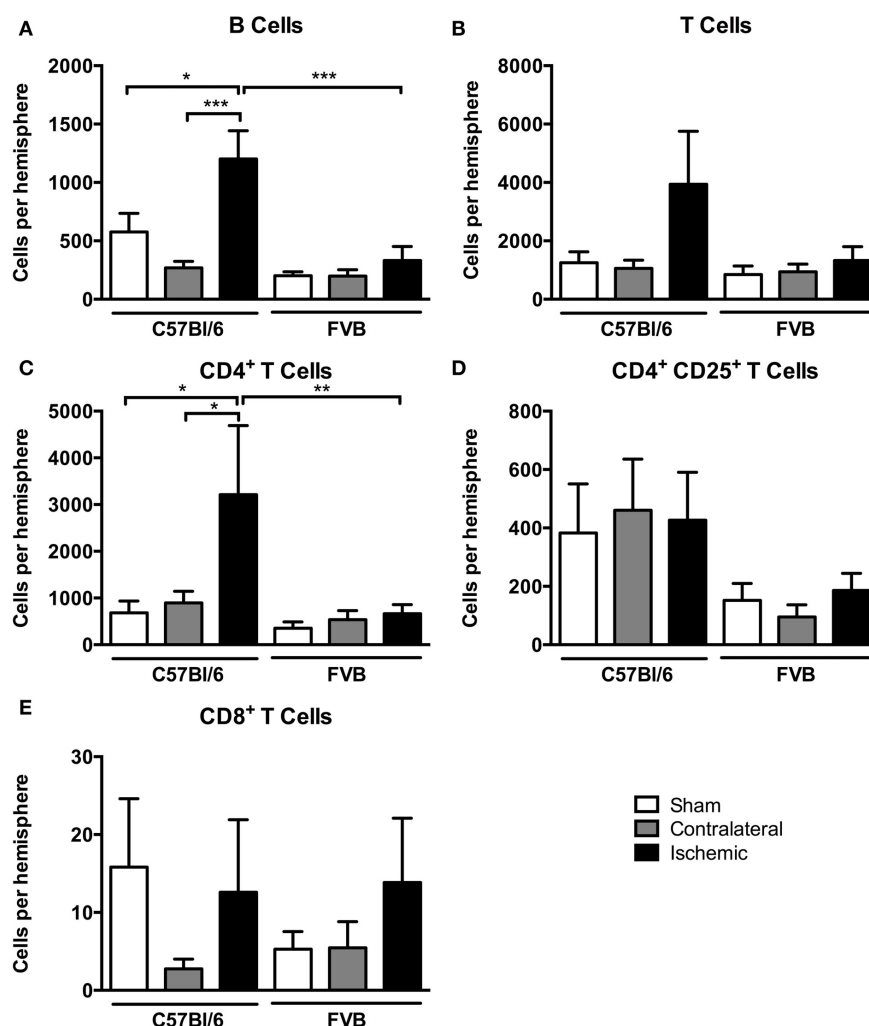 A
B Cells
Cells per hemisphere
2000
1500
1000
500
0
*
***
***
C57Bl/6
FVB
B
T Cells
Cells per hemisphere
8000
6000
4000
2000
0
C57Bl/6
FVB
C
CD4⁺ T Cells
Cells per hemisphere
5000
4000
3000
2000
1000
0
*
*
**
C57Bl/6
FVB
D
CD4⁺ CD25⁺ T Cells
Cells per hemisphere
800
600
400
200
0
C57Bl/6
FVB
E
CD8⁺ T Cells
Cells per hemisphere
30
20
10
0
C57Bl/6
FVB
Sham
Contralateral
Ischemic